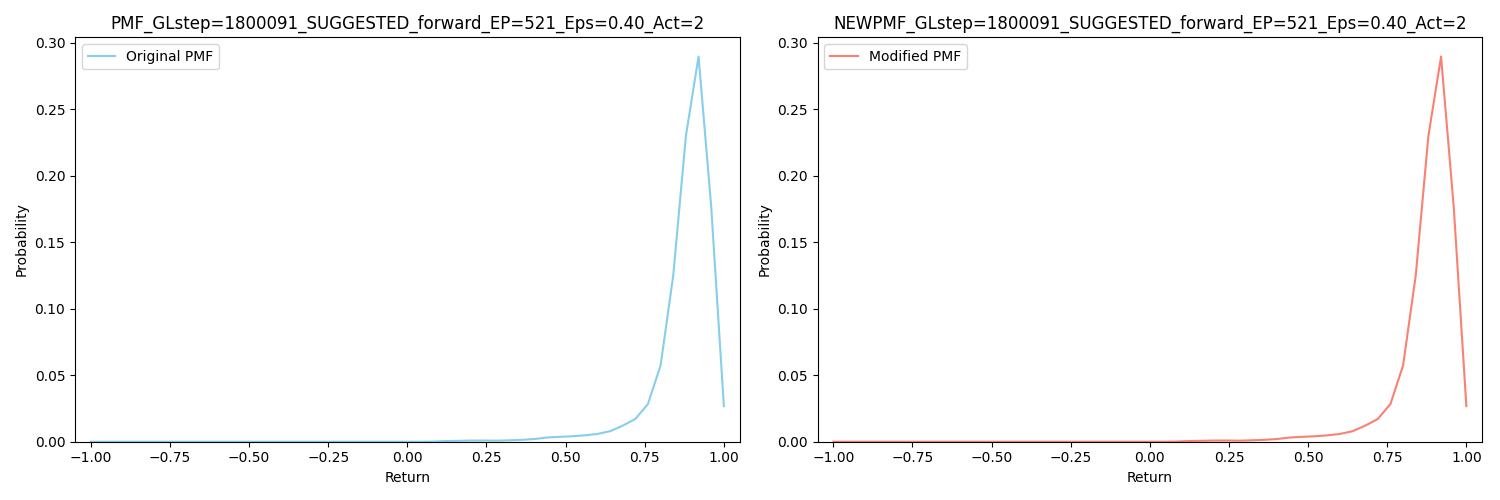 PMF_GLstep=1800091_SUGGESTED_forward_EP=521_Eps=0.40_Act=2
Original PMF
Probability
0.30
0.25
0.20
0.15
0.10
0.05
0.00
−1.00 −0.75 −0.50 −0.25 0.00 0.25 0.50 0.75 1.00
Return
NEWPMF_GLstep=1800091_SUGGESTED_forward_EP=521_Eps=0.40_Act=2
Modified PMF
Probability
0.30
0.25
0.20
0.15
0.10
0.05
0.00
−1.00 −0.75 −0.50 −0.25 0.00 0.25 0.50 0.75 1.00
Return